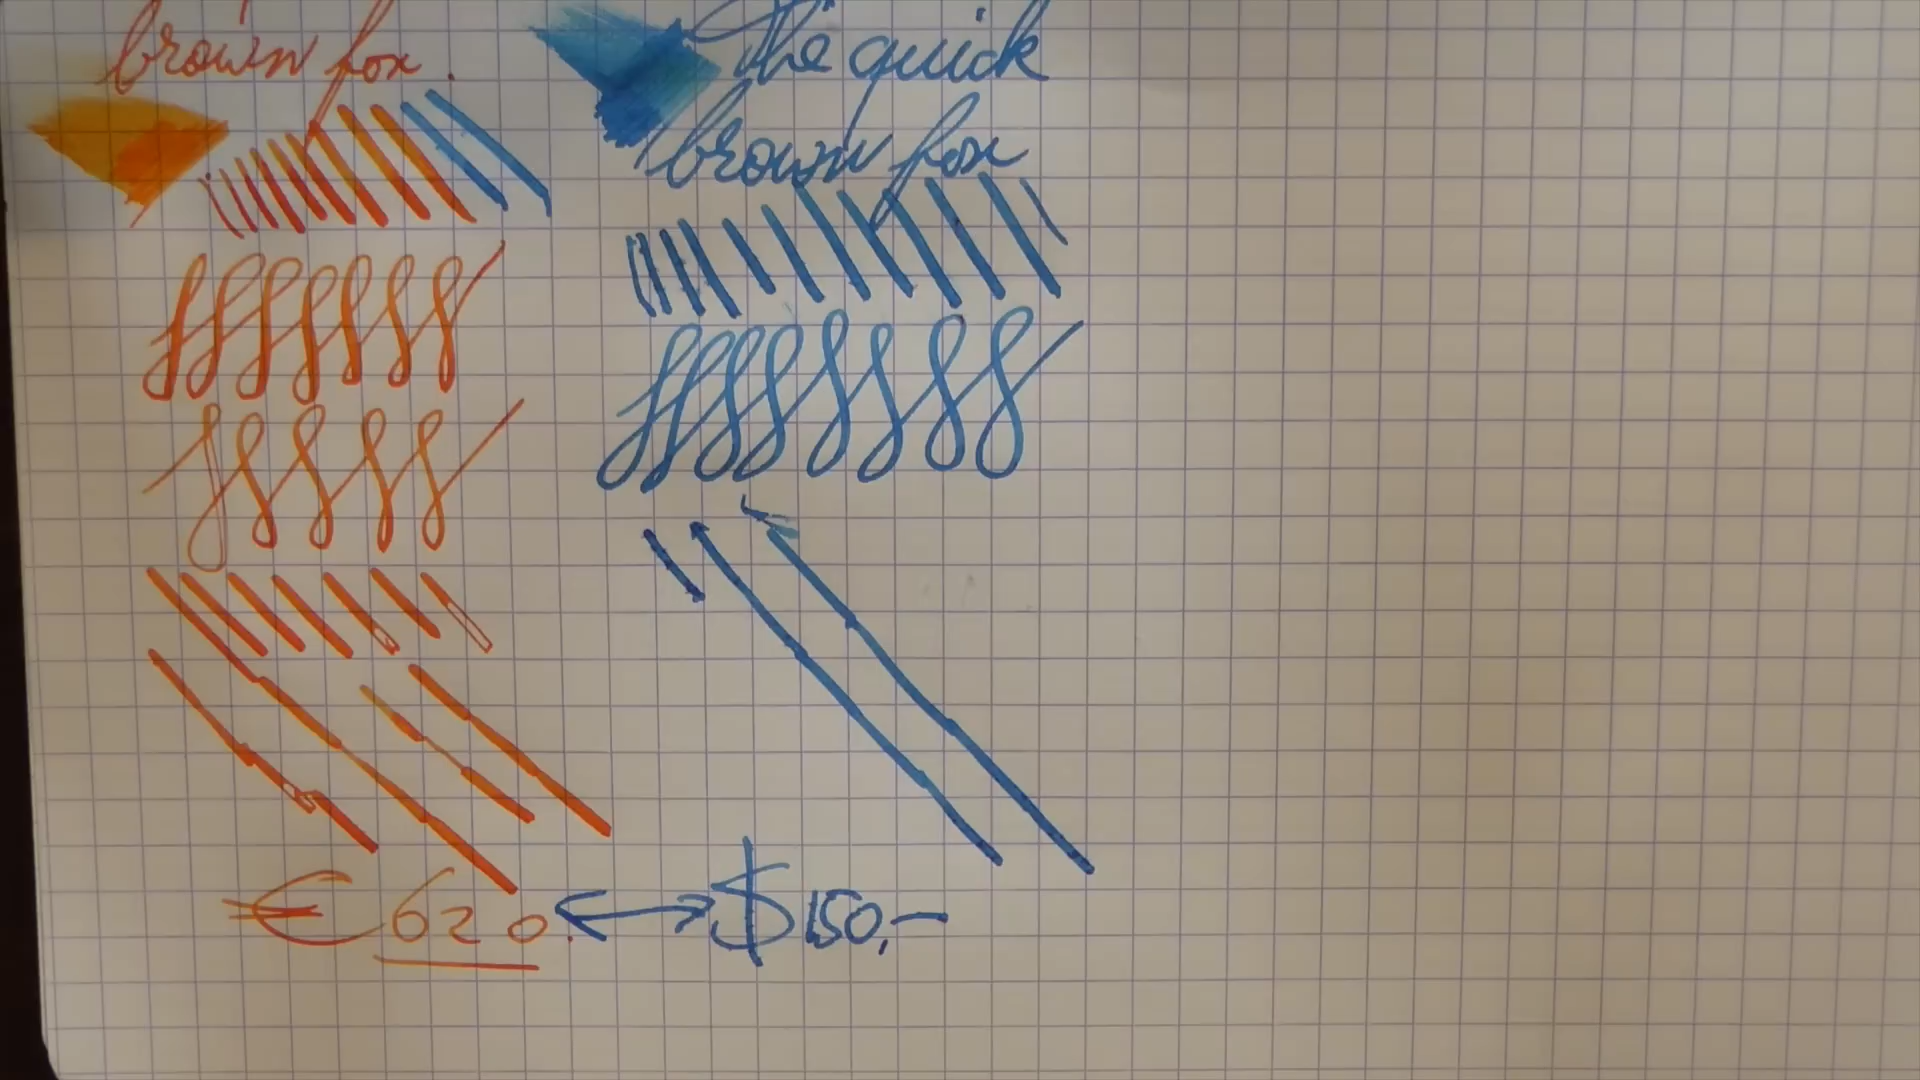 brown fox.
The quick
brown fox
€ 620. ↔ $150,-